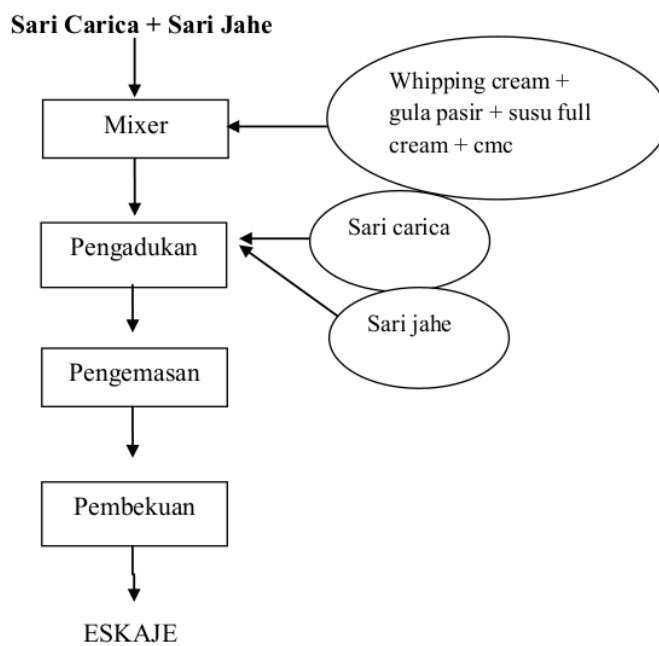 Sari Carica + Sari Jahe
Mixer
Whipping cream +
gula pasir + susu full
cream + cmc
Pengadukan
Sari carica
Sari jahe
Pengemasan
Pembekuan
ESKAJE